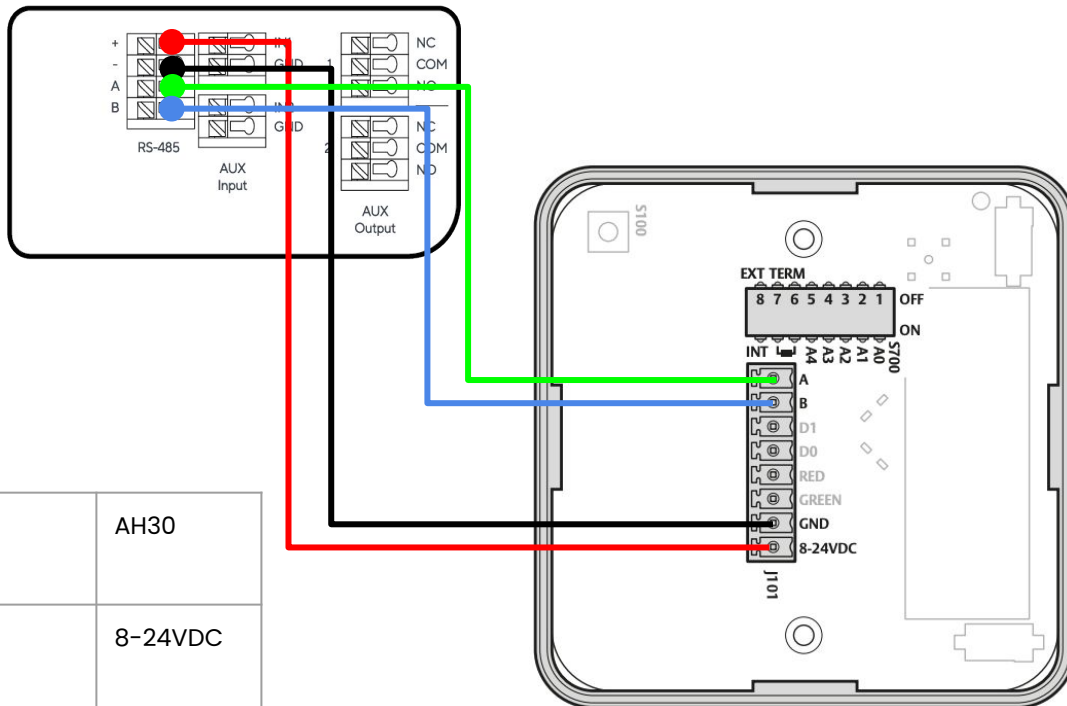 +
-
A
B
RS-485
GND
GND
AUX
Input
1
NC
COM
NO
2
NC
COM
NO
AUX
Output
S100
EXT TERM
8 7 6 5 4 3 2 1
OFF
ON
INT
A4 A3 A2 A1 A0
S700
A
B
D1
D0
RED
GREEN
GND
8-24VDC
J101
AH30
8-24VDC